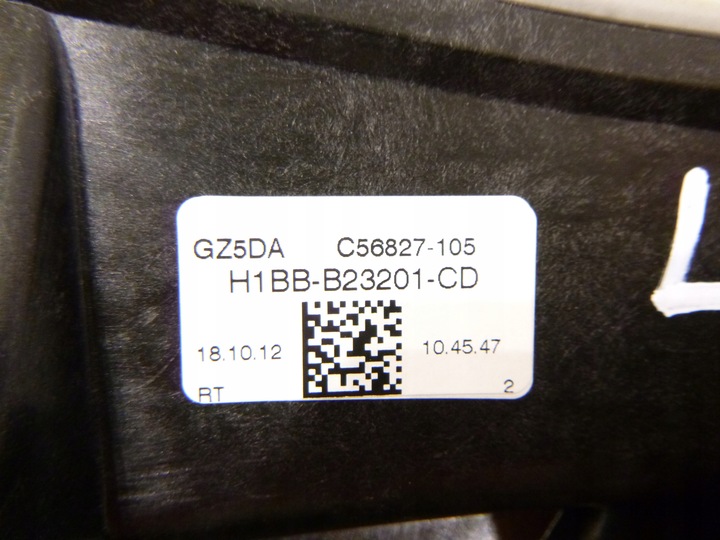 GZ5DA C56827-105
H1BB-B23201-CD
18.10.12 10.45.47
RT 2
L